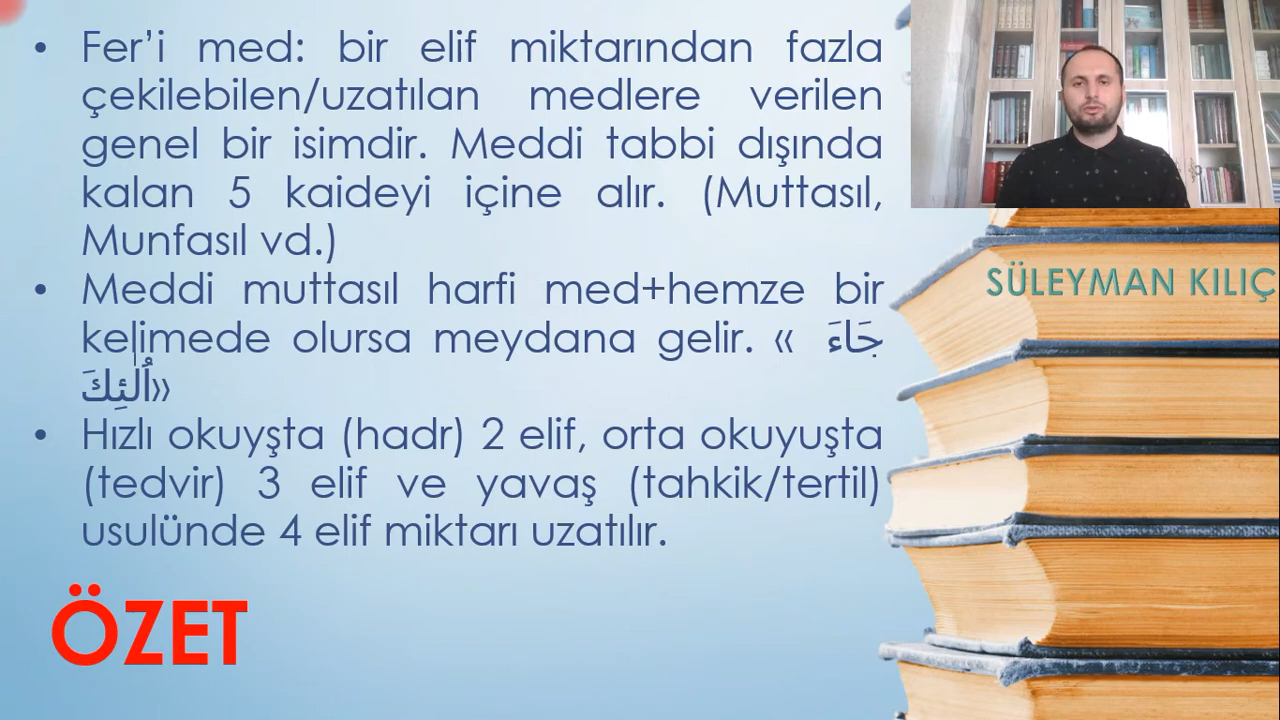 • Fer’i med: bir elif miktarından fazla
çekilebilen/uzatılan medlere verilen
genel bir isimdir. Meddi tabbi dışında
kalan 5 kaideyi içine alır. (Muttasıl,
Munfasıl vd.)
• Meddi muttasıl harfi med+hemze bir
kelimede olursa meydana gelir. « جَاءَ
اُلٰئِكَ»
• Hızlı okuyşta (hadr) 2 elif, orta okuyuşta
(tedvir) 3 elif ve yavaş (tahkik/tertil)
usulünde 4 elif miktarı uzatılır.
ÖZET
SÜLEYMAN KILIÇ